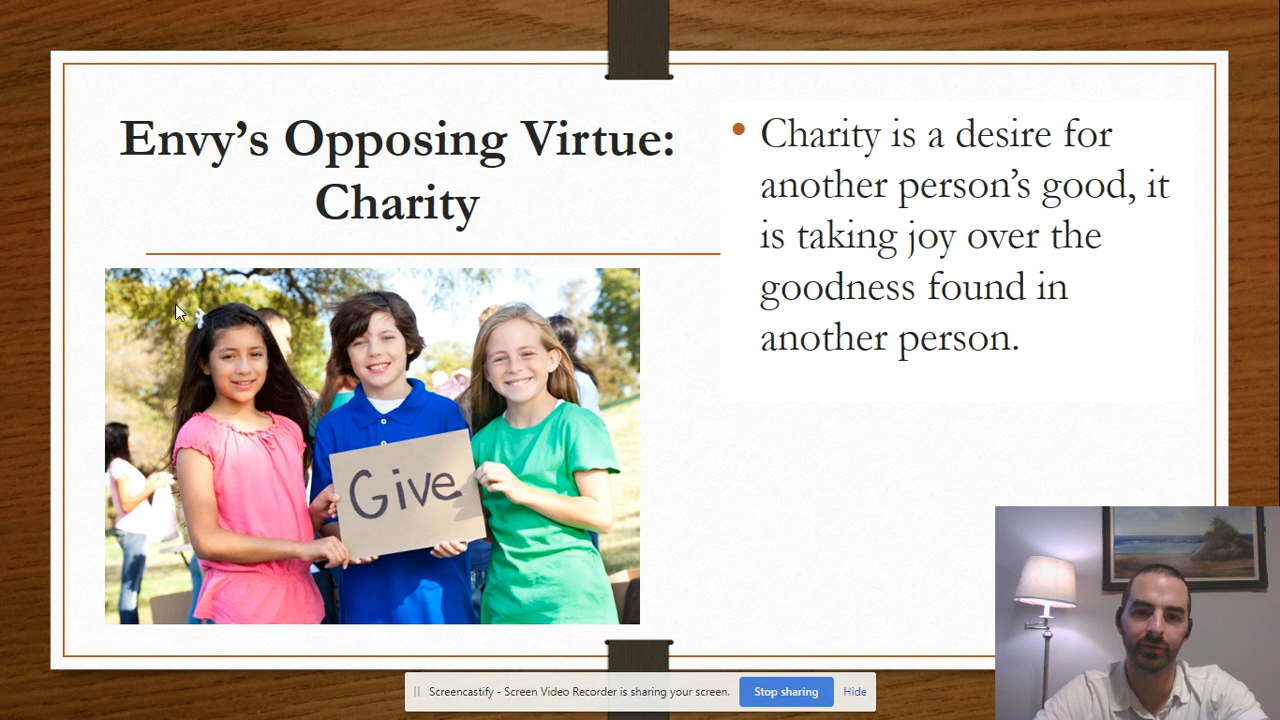 Envy’s Opposing Virtue:
Charity
• Charity is a desire for
another person’s good, it
is taking joy over the
goodness found in
another person.
Give
Screencastify - Screen Video Recorder is sharing your screen.
Stop sharing
Hide